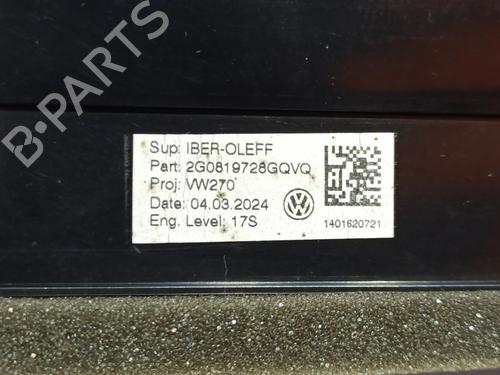 B-PARTS
Sup: IBER-OLEFF
Part: 2G0819728GQVQ
Proj: VW270
Date: 04.03.2024
Eng. Level: 17S
1401620721